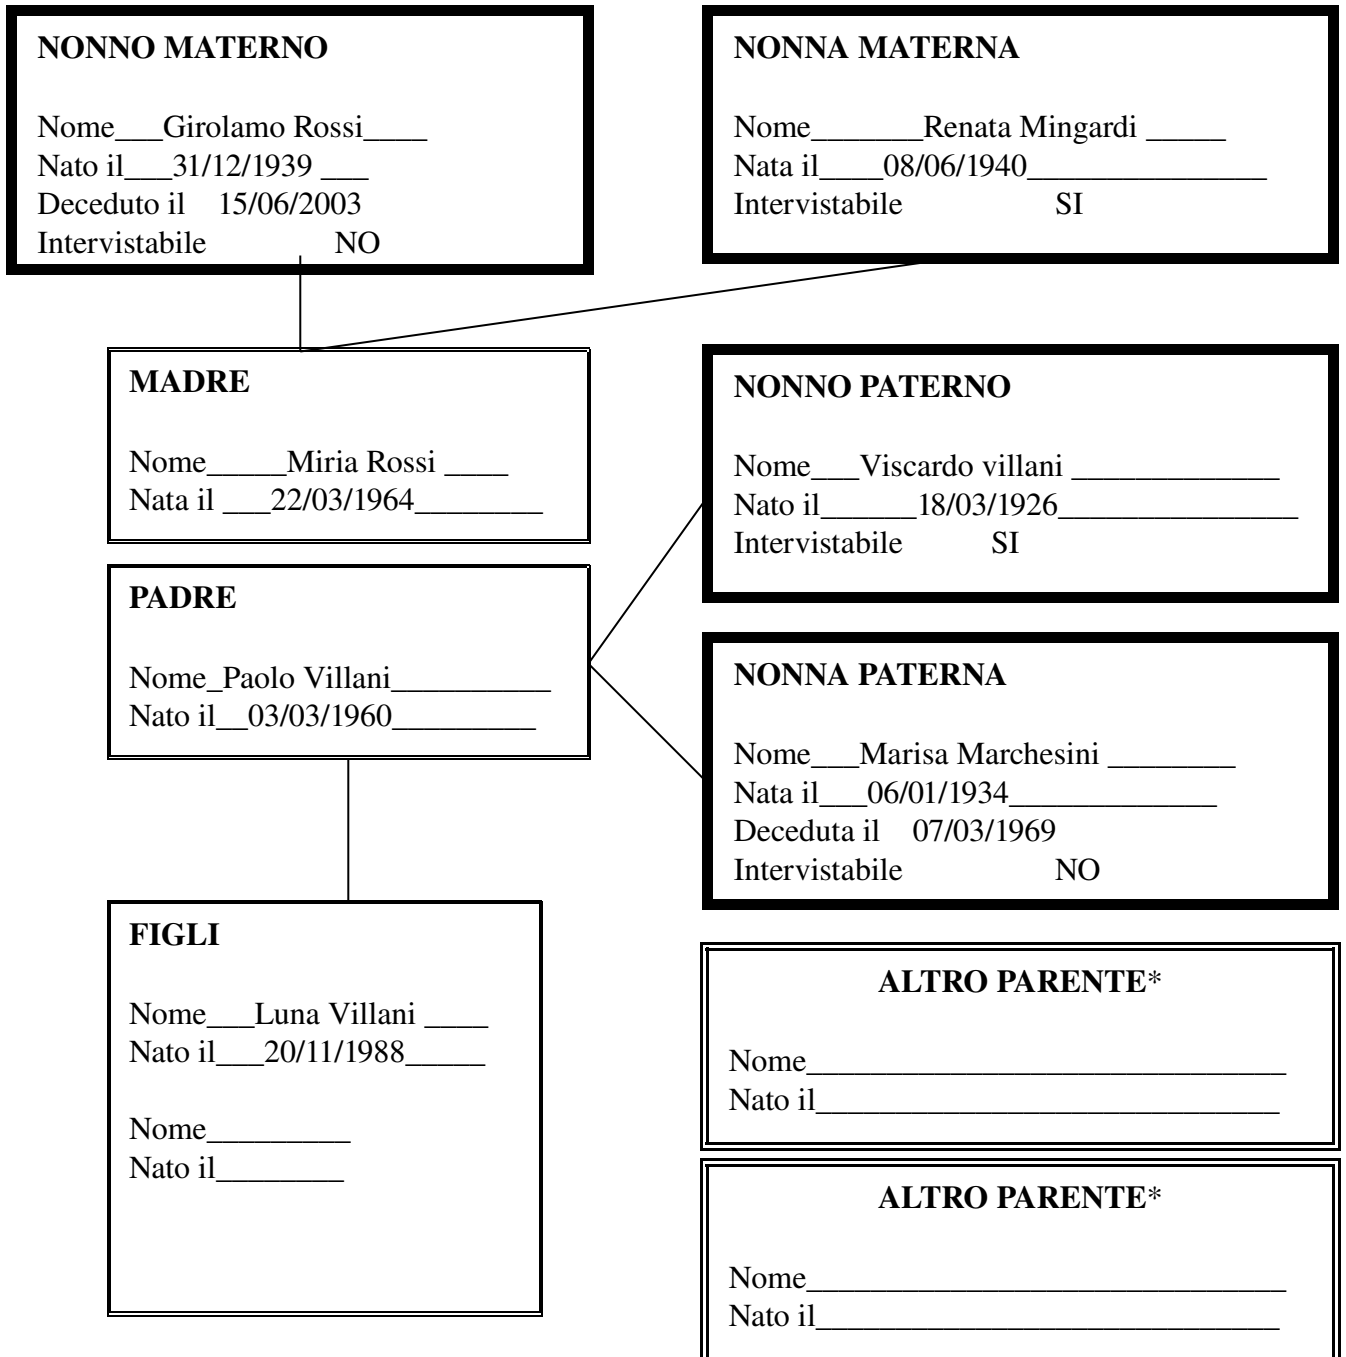 NONNO MATERNO
Nome___Girolamo Rossi____
Nato il___31/12/1939 ___
Deceduto il 15/06/2003
Intervistabile NO
NONNA MATERNA
Nome_______Renata Mingardi _____
Nata il____08/06/1940_______________
Intervistabile SI
MADRE
Nome_____Miria Rossi ____
Nata il ___22/03/1964________
NONNO PATERNO
Nome___Viscardo villani _____________
Nato il______18/03/1926_______________
Intervistabile SI
PADRE
Nome_Paolo Villani__________
Nato il__03/03/1960_________
NONNA PATERNA
Nome___Marisa Marchesini ________
Nata il___06/01/1934_____________
Deceduta il 07/03/1969
Intervistabile NO
FIGLI
Nome___Luna Villani ____
Nato il___20/11/1988_____
Nome_________
Nato il________
ALTRO PARENTE*
Nome______________________________
Nato il_____________________________
ALTRO PARENTE*
Nome______________________________
Nato il_____________________________